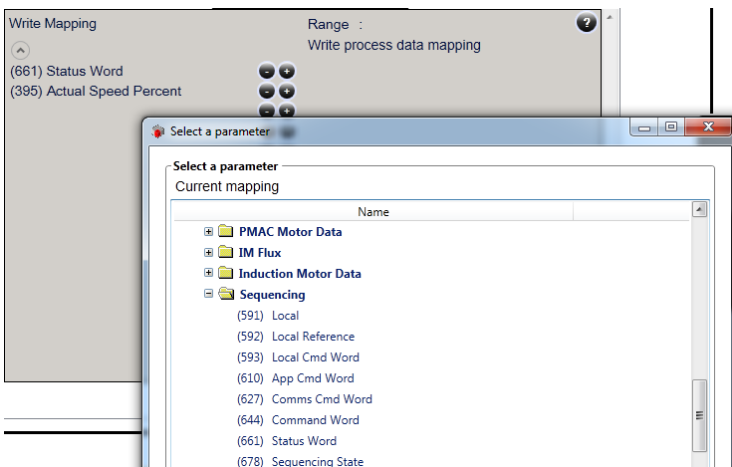 Write Mapping
Range :
Write process data mapping
(661) Status Word
(395) Actual Speed Percent
Select a parameter
Select a parameter
Current mapping
Name
PMAC Motor Data
IM Flux
Induction Motor Data
Sequencing
(591) Local
(592) Local Reference
(593) Local Cmd Word
(610) App Cmd Word
(627) Comms Cmd Word
(644) Command Word
(661) Status Word
(678) Sequencing State